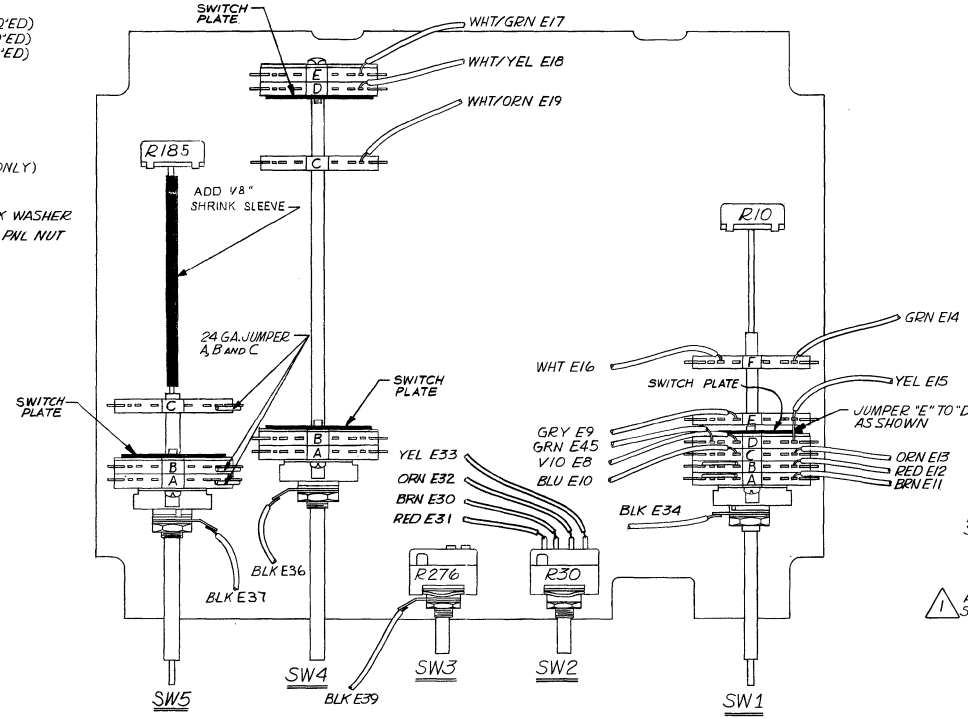 Q'ED)
'ED)
'ED)
ONLY)
K WASHER
PNL NUT
SWITCH
PLATE
WHT/GRN E17
WHT/YEL E18
WHT/ORN E19
E
D
C
R185
ADD 1/8"
SHRINK SLEEVE
R10
24 GA. JUMPER
A, B AND C
GRN E14
WHT E16
F
SWITCH PLATE
YEL E15
SWITCH
PLATE
C
SWITCH
PLATE
JUMPER "E" TO "D
AS SHOWN
E
GRY E9
GRN E45
VIO E8
BLU E10
D
C
B
A
ORN E13
RED E12
BRN E11
B
A
B
A
YEL E33
ORN E32
BRN E30
RED E31
BLK E34
BLK E36
BLK E37
R276
R30
BLK E39
1
SW5
SW4
SW3
SW2
SW1